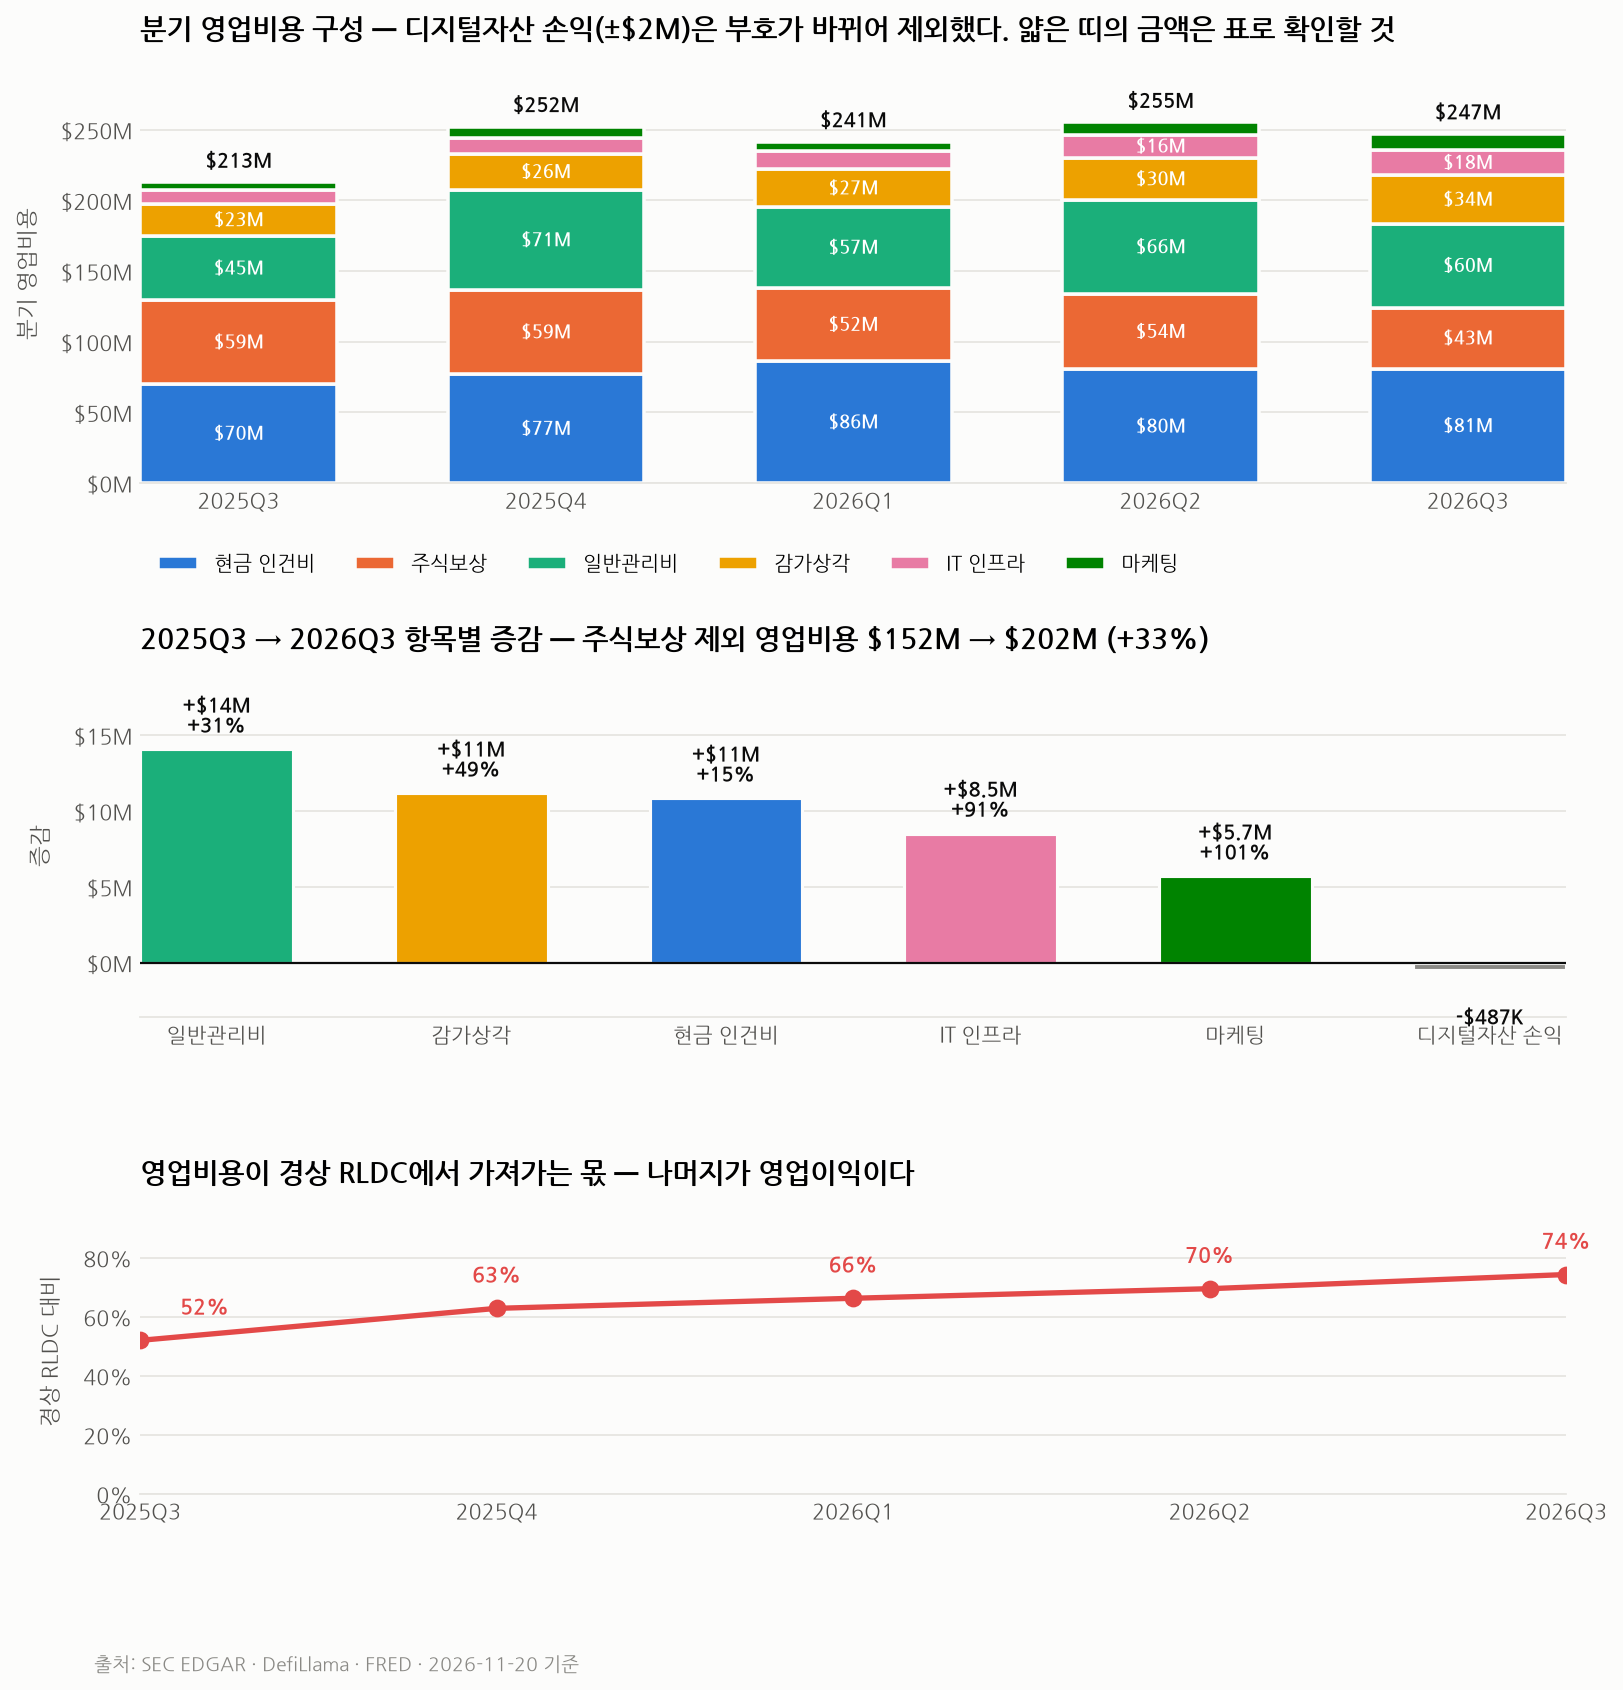 분기 영업비용 구성 — 디지털자산 손익(±$2M)은 부호가 바뀌어 제외했다. 얇은 띠의 금액은 표로 확인할 것
분기 영업비용
$250M
$200M
$150M
$100M
$50M
$0M
$213M
$23M
$45M
$59M
$70M
$252M
$26M
$71M
$59M
$77M
$241M
$27M
$57M
$52M
$86M
$255M
$16M
$30M
$66M
$54M
$80M
$247M
$18M
$34M
$60M
$43M
$81M
2025Q3 2025Q4 2026Q1 2026Q2 2026Q3
현금 인건비 주식보상 일반관리비 감가상각 IT 인프라 마케팅
2025Q3 → 2026Q3 항목별 증감 — 주식보상 제외 영업비용 $152M → $202M (+33%)
증감
$15M
$10M
$5M
$0M
+$14M
+31%
+$11M
+49%
+$11M
+15%
+$8.5M
+91%
+$5.7M
+101%
-$487K
일반관리비 감가상각 현금 인건비 IT 인프라 마케팅 디지털자산 손익
영업비용이 경상 RLDC에서 가져가는 몫 — 나머지가 영업이익이다
경상 RLDC 대비
80%
60%
40%
20%
0%
52% 63% 66% 70% 74%
2025Q3 2025Q4 2026Q1 2026Q2 2026Q3
출처: SEC EDGAR · DefiLlama · FRED · 2026-11-20 기준